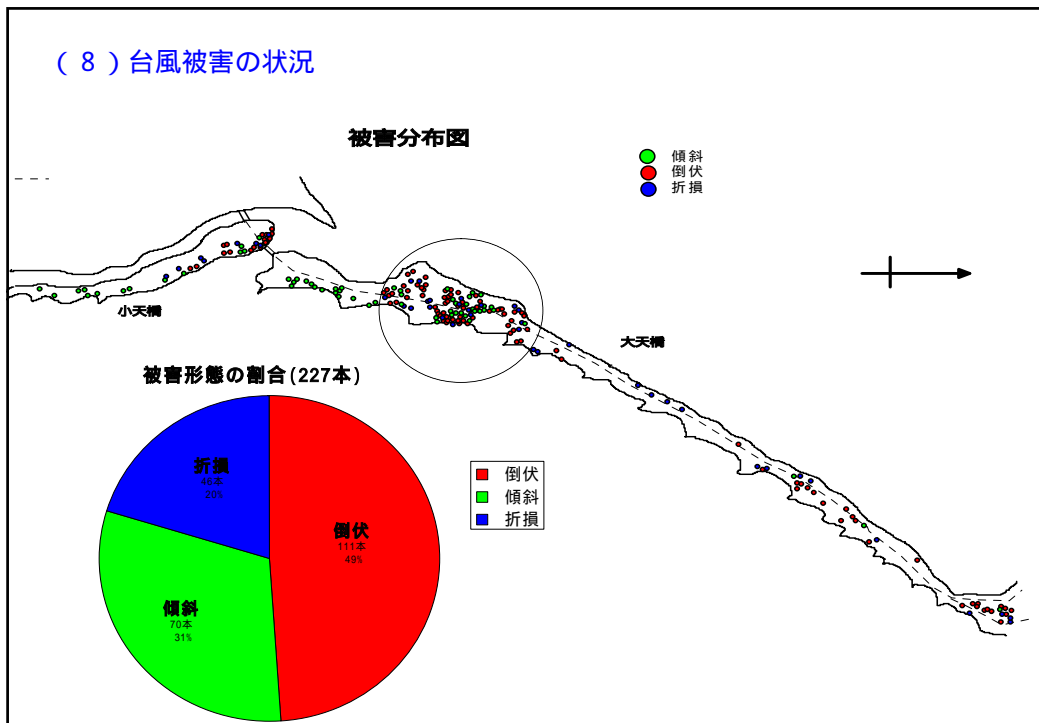 (8)台風被害の状況
被害分布図
傾斜
倒伏
折損
小天橋
大天橋
被害形態の割合(227本)
折損
46本
20%
倒伏
111本
49%
傾斜
70本
31%
倒伏
傾斜
折損